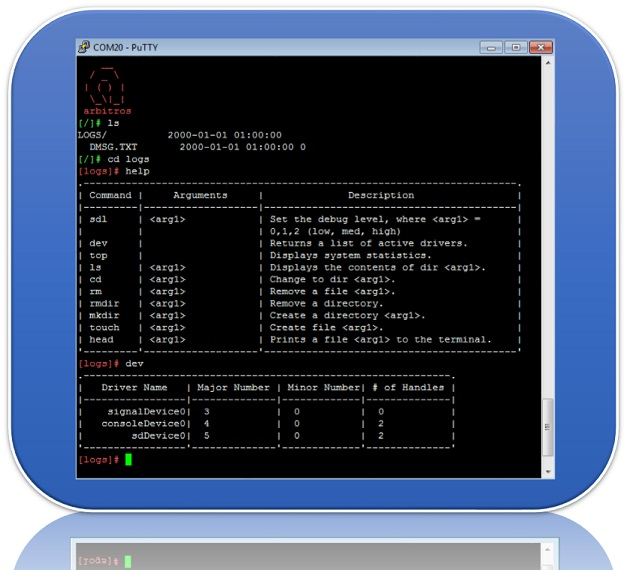 COM20 - PuTTY
arbitros
[/]# ls
LOGS/ 2000-01-01 01:00:00
DMSG.TXT 2000-01-01 01:00:00 0
[/]# cd logs
[logs]# help
Command | Arguments | Description
sdl | <arg1> | Set the debug level, where <arg1> =
0,1,2 (low, med, high)
dev | | Returns a list of active drivers.
top | | Displays system statistics.
ls | <arg1> | Displays the contents of dir <arg1>.
cd | <arg1> | Change to dir <arg1>.
rm | <arg1> | Remove a file <arg1>.
rmdir | <arg1> | Remove a directory.
mkdir | <arg1> | Create a directory <arg1>.
touch | <arg1> | Create file <arg1>.
head | <arg1> | Prints a file <arg1> to the terminal.
[logs]# dev
Driver Name | Major Number | Minor Number| # of Handles |
signalDevice0| 3 | 0 | 0 |
consoleDevice0| 4 | 0 | 2 |
sdDevice0| 5 | 0 | 2 |
[logs]#